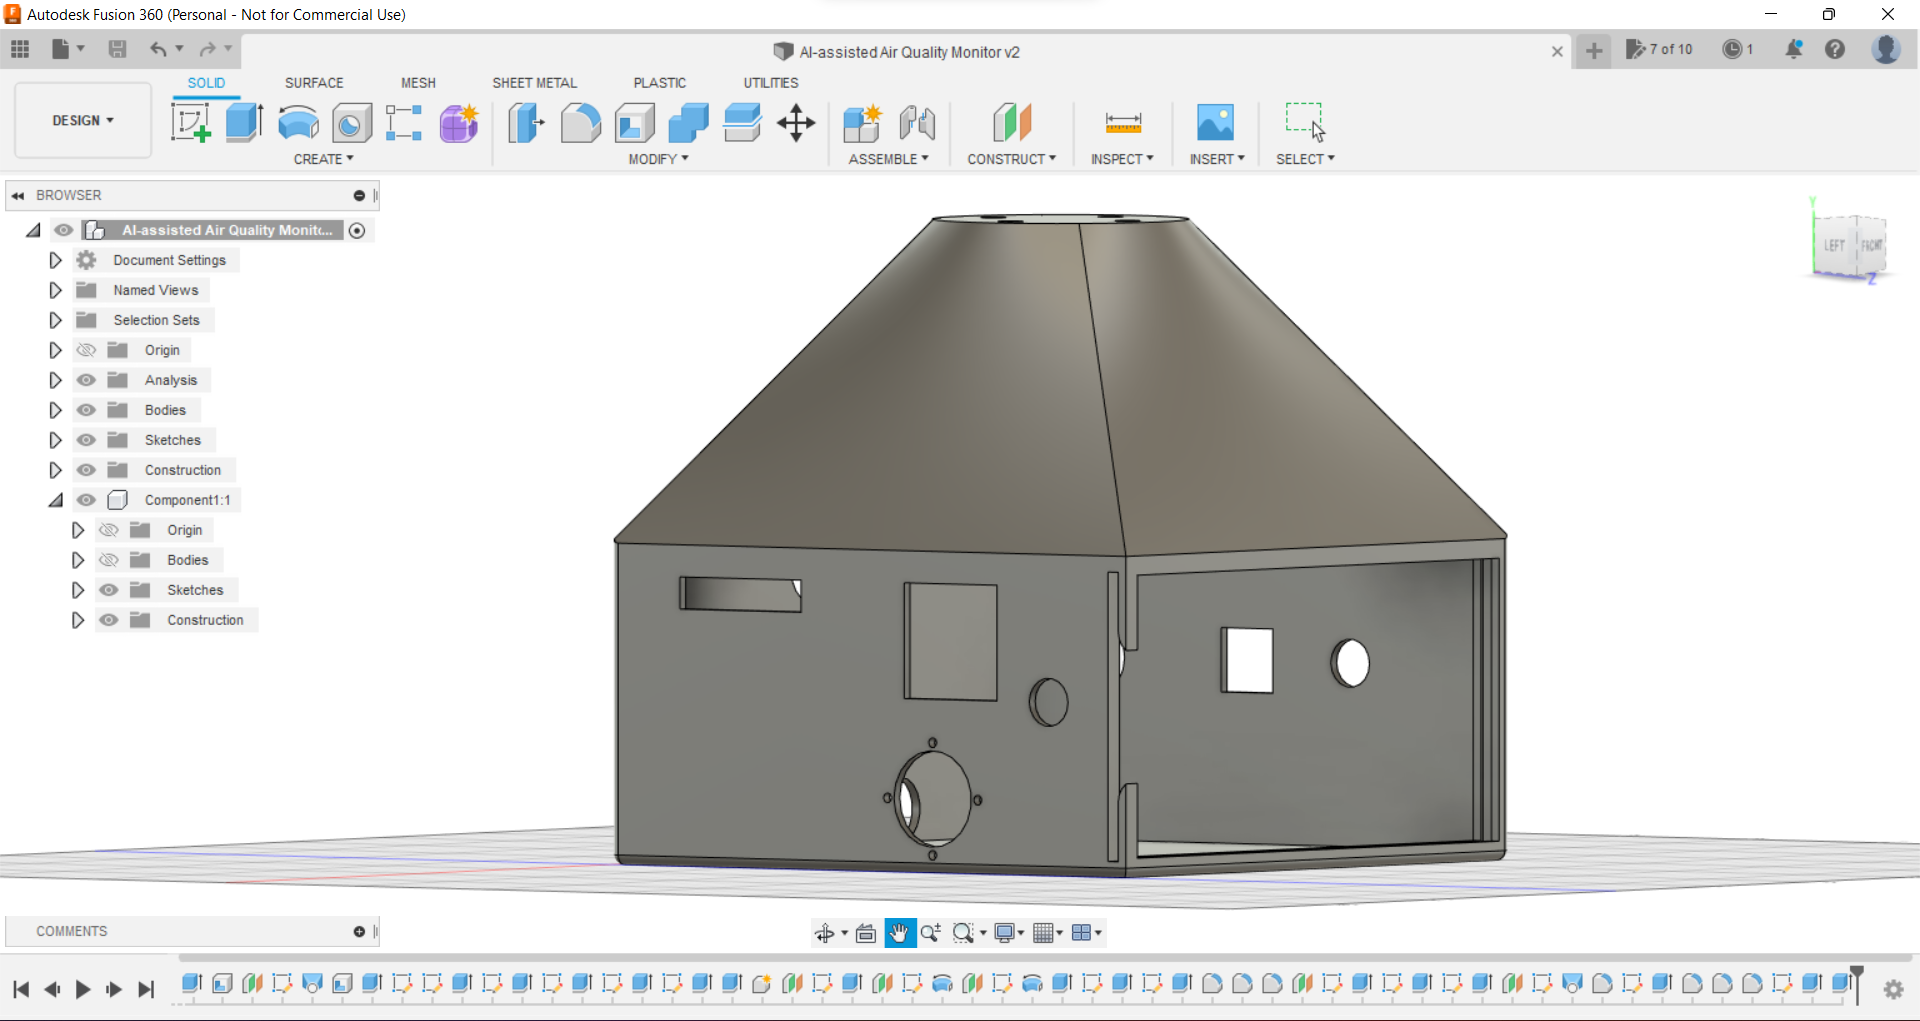 Autodesk Fusion 360 (Personal - Not for Commercial Use)
AI-assisted Air Quality Monitor v2
7 of 10
1
SOLID SURFACE MESH SHEET METAL PLASTIC UTILITIES
DESIGN
CREATE MODIFY ASSEMBLE CONSTRUCT INSPECT INSERT SELECT
BROWSER
AI-assisted Air Quality Monitc...
Document Settings
Named Views
Selection Sets
Origin
Analysis
Bodies
Sketches
Construction
Component1:1
Origin
Bodies
Sketches
Construction
Y
LEFT FRONT
Z
COMMENTS